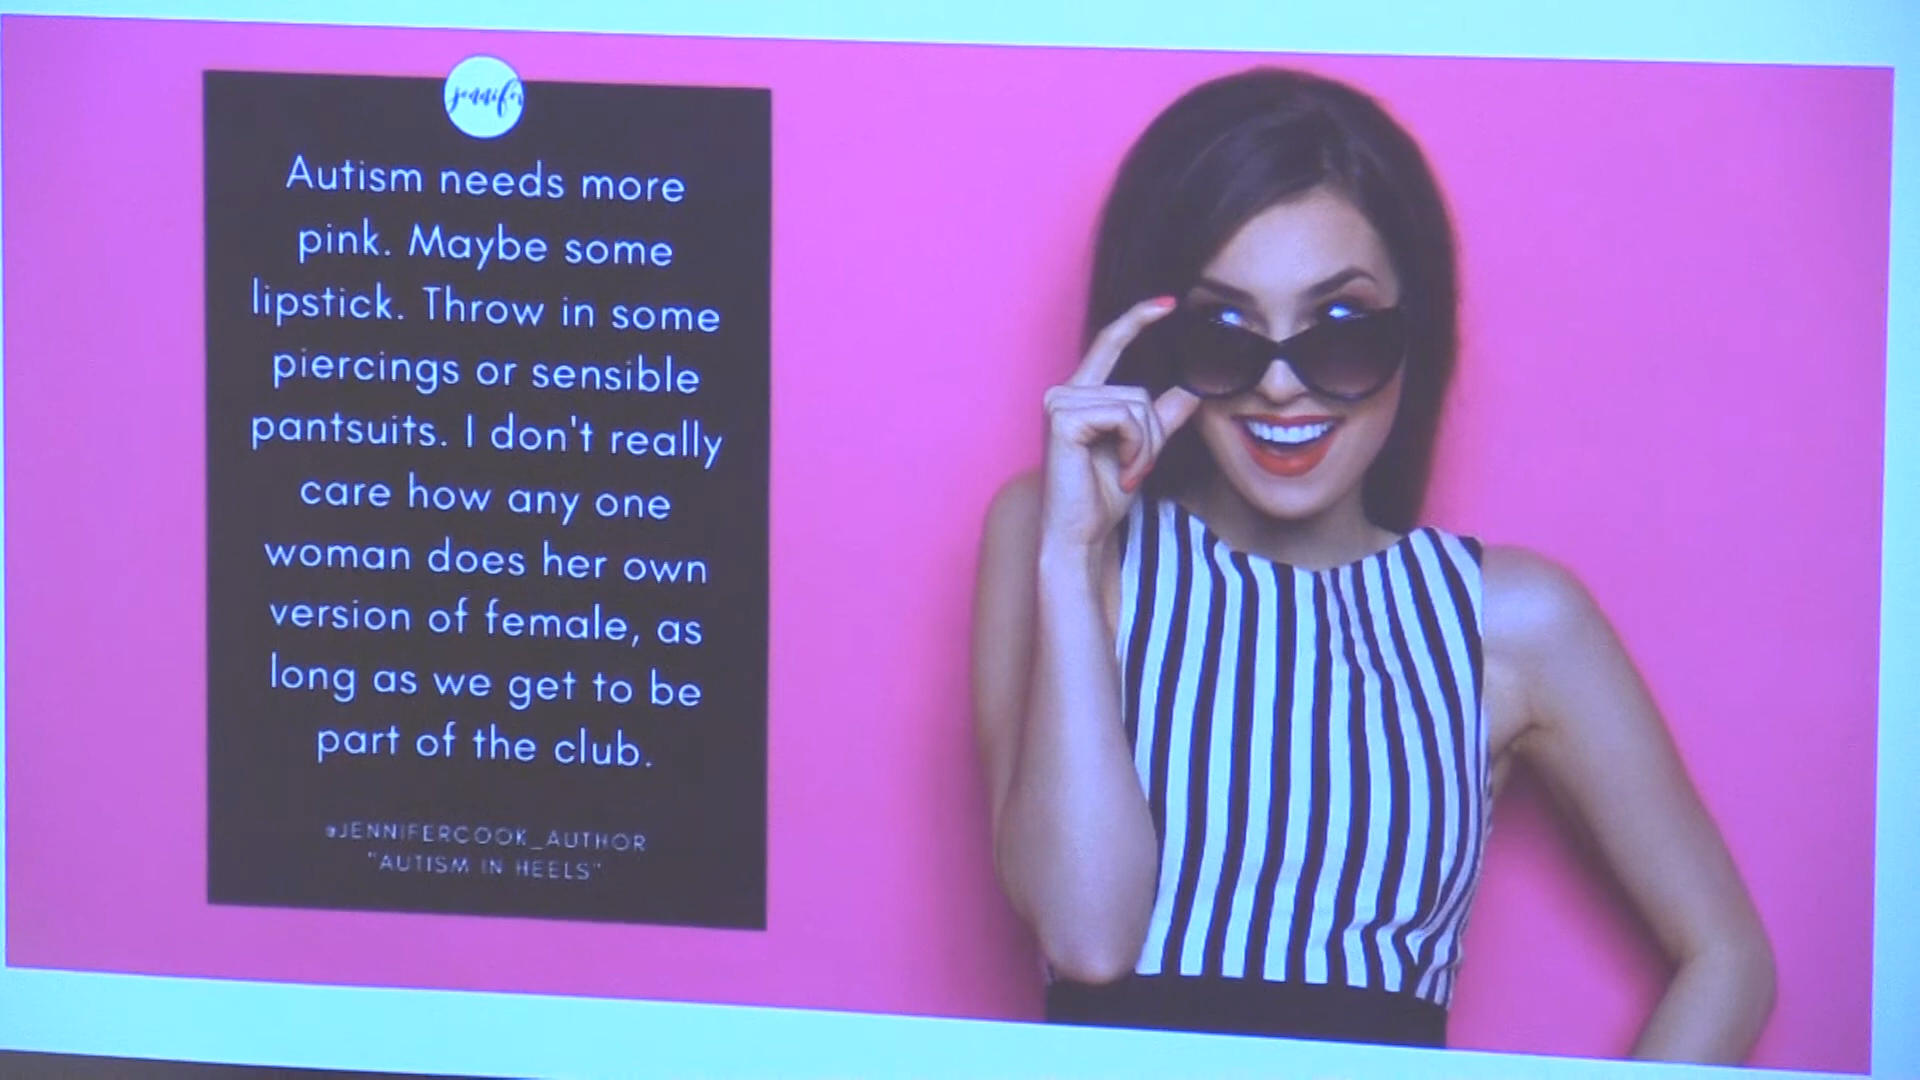 jennifer
Autism needs more
pink. Maybe some
lipstick. Throw in some
piercings or sensible
pantsuits. I don't really
care how any one
woman does her own
version of female, as
long as we get to be
part of the club.
@JENNIFERCOOK_AUTHOR
"AUTISM IN HEELS"